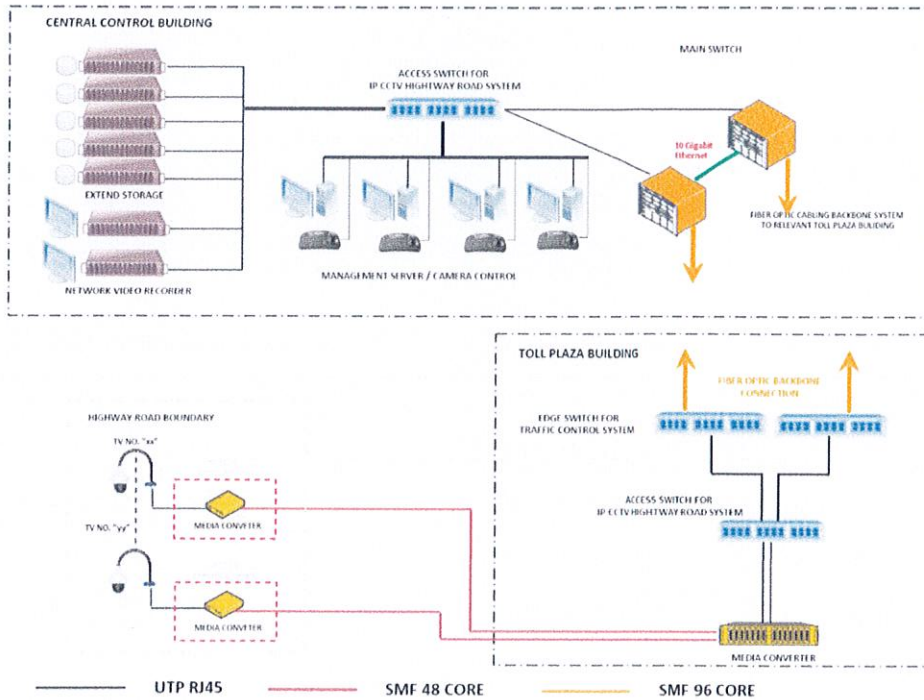 CENTRAL CONTROL BUILDING
MAIN SWITCH
ACCESS SWITCH FOR
IP CCTV HIGHTWAY ROAD SYSTEM
10 Gigabit
Ethernet
EXTEND STORAGE
FIBER OPTIC CABLING BACKBONE SYSTEM
TO RELEVANT TOLL PLAZA BUILDING
MANAGEMENT SERVER / CAMERA CONTROL
NETWORK VIDEO RECORDER
TOLL PLAZA BUILDING
FIBER OPTIC BACKBONE
CONNECTION
HIGHWAY ROAD BOUNDARY
EDGE SWITCH FOR
TRAFFIC CONTROL SYSTEM
TV NO. "xx"
MEDIA CONVETER
ACCESS SWITCH FOR
IP CCTV HIGHTWAY ROAD SYSTEM
TV NO. "yy"
MEDIA CONVETER
MEDIA CONVERTER
UTP RJ45
SMF 48 CORE
SMF 96 CORE